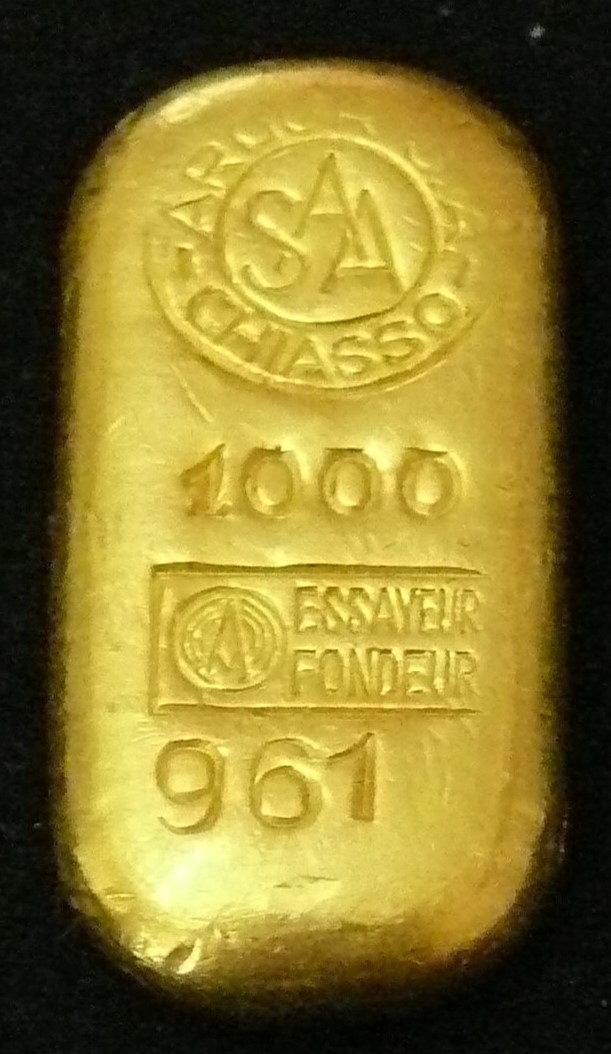 SAA
CHIASSO
1000
ESSAYEUR
FONDEUR
961